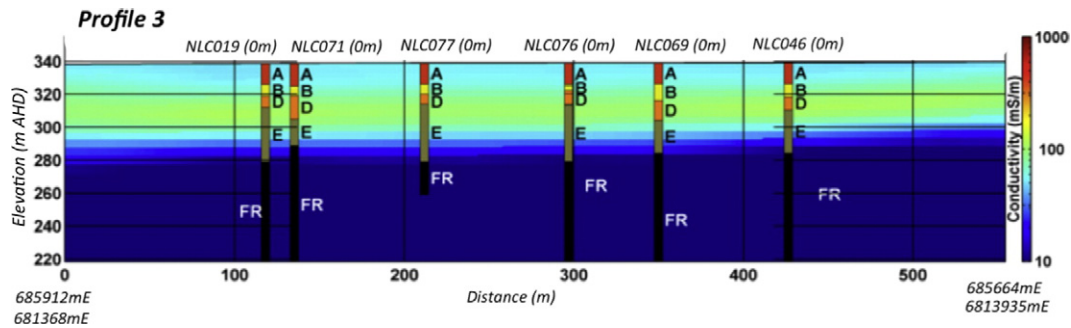 Profile 3
NLC019 (0m) NLC071 (0m) NLC077 (0m) NLC076 (0m) NLC069 (0m) NLC046 (0m)
340
320
300
280
260
240
220
Elevation (m AHD)
A
B
D
E
FR
A
B
D
E
FR
A
B
D
E
FR
A
B
D
E
FR
A
B
D
E
FR
A
B
D
E
FR
1000
100
10
Conductivity (mS/m)
0 100 200 300 400 500
Distance (m)
685912mE
681368mE
685664mE
6813935mE